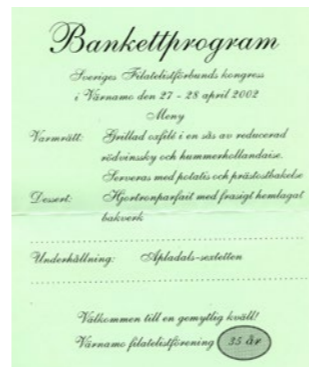 Bankettprogram
Sveriges Filatelistförbunds kongress
i Värnamo den 27 - 28 april 2002
Meny
Varmrätt: Grillad oxfilé i en sås av reducerad
rödvinssky och hummerhollandaise.
Serveras med potatis och prästostbakelse
Dessert: Hjortronparfait med frasigt hemlagat
bakverk
Underhållning: Apladals-sextetten
Välkommen till en gemytlig kväll!
Värnamo filatelistförening 35 år